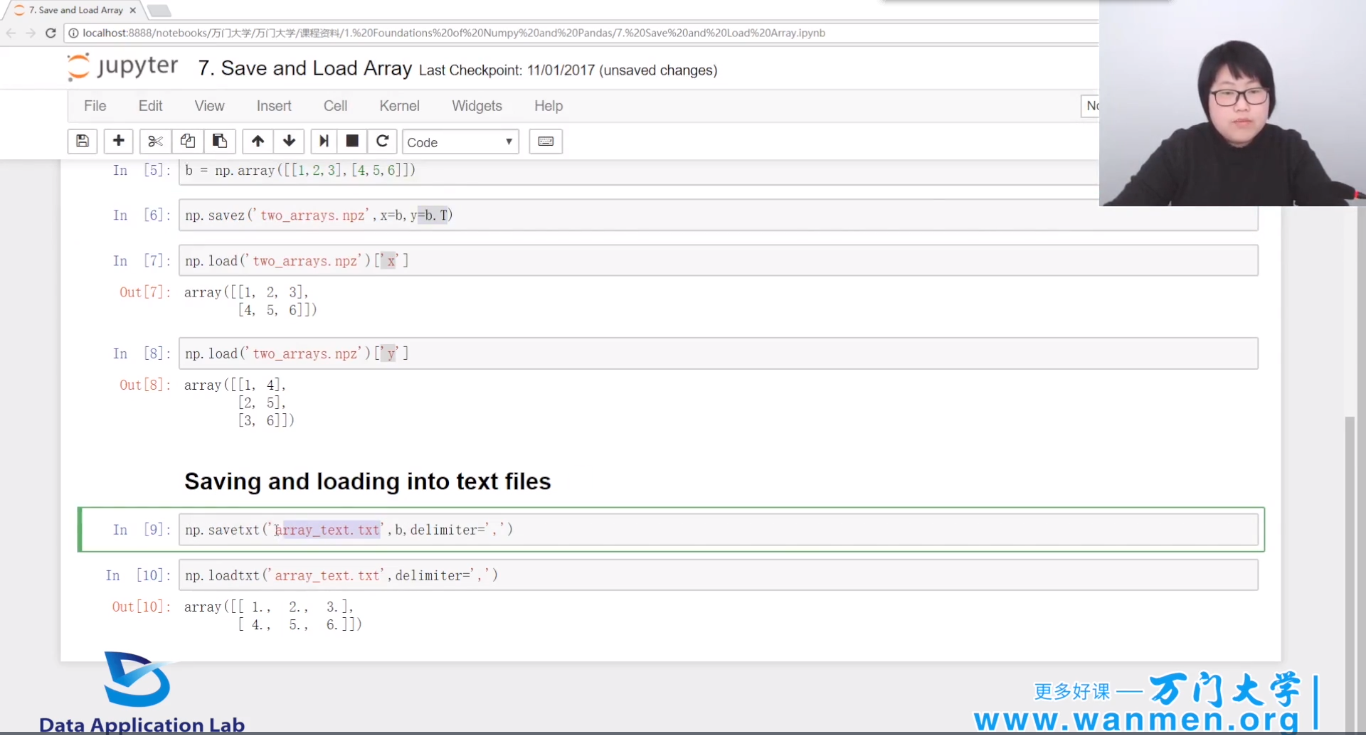 7. Save and Load Array
localhost:8888/notebooks/万门大学/万门大学/课程资料/1.%20Foundations%20of%20Numpy%20and%20Pandas/7.%20Save%20and%20Load%20Array.ipynb
jupyter 7. Save and Load Array Last Checkpoint: 11/01/2017 (unsaved changes)
File Edit View Insert Cell Kernel Widgets Help
Code
In [5]: b = np.array([[1,2,3],[4,5,6]])
In [6]: np.savez('two_arrays.npz',x=b,y=b.T)
In [7]: np.load('two_arrays.npz')['x']
Out[7]: array([[1, 2, 3],
[4, 5, 6]])
In [8]: np.load('two_arrays.npz')['y']
Out[8]: array([[1, 4],
[2, 5],
[3, 6]])
Saving and loading into text files
In [9]: np.savetxt('array_text.txt',b,delimiter=',')
In [10]: np.loadtxt('array_text.txt',delimiter=',')
Out[10]: array([[ 1., 2., 3.],
[ 4., 5., 6.]])
Data Application Lab
更多好课 — 万门大学
www.wanmen.org